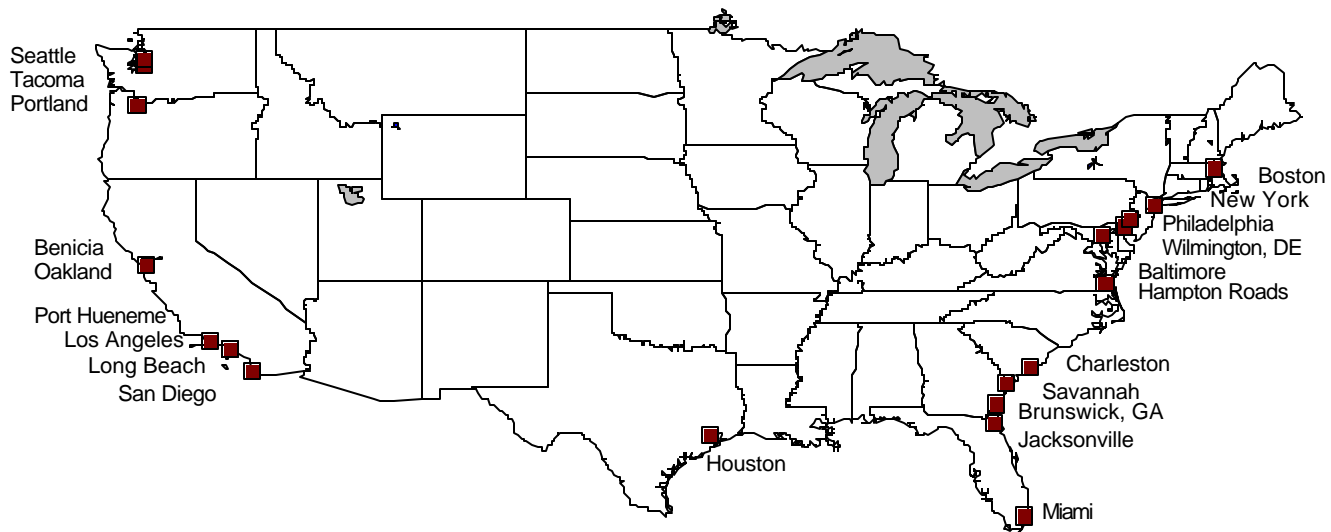 Seattle
Tacoma
Portland
Benicia
Oakland
Port Hueneme
Los Angeles
Long Beach
San Diego
Houston
Boston
New York
Philadelphia
Wilmington, DE
Baltimore
Hampton Roads
Charleston
Savannah
Brunswick, GA
Jacksonville
Miami